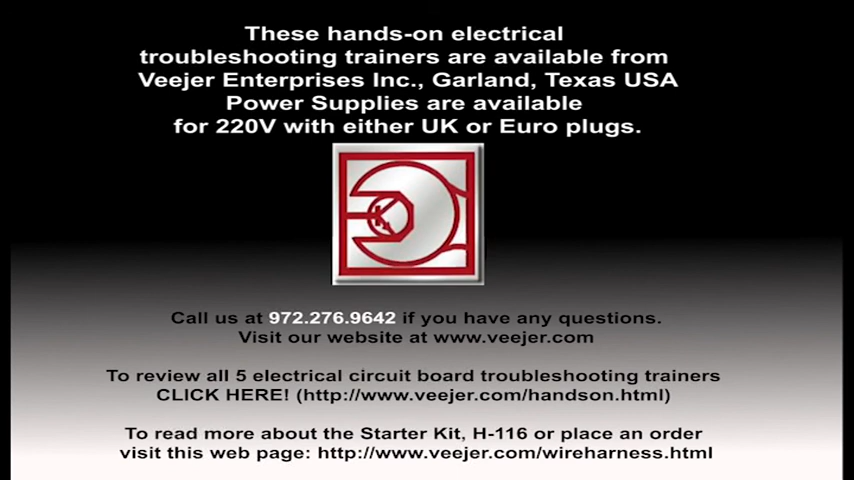 These hands-on electrical
troubleshooting trainers are available from
Veejer Enterprises Inc., Garland, Texas USA
Power Supplies are available
for 220V with either UK or Euro plugs.
Call us at 972.276.9642 if you have any questions.
Visit our website at www.veejer.com
To review all 5 electrical circuit board troubleshooting trainers
CLICK HERE! (http://www.veejer.com/handson.html)
To read more about the Starter Kit, H-116 or place an order
visit this web page: http://www.veejer.com/wireharness.html